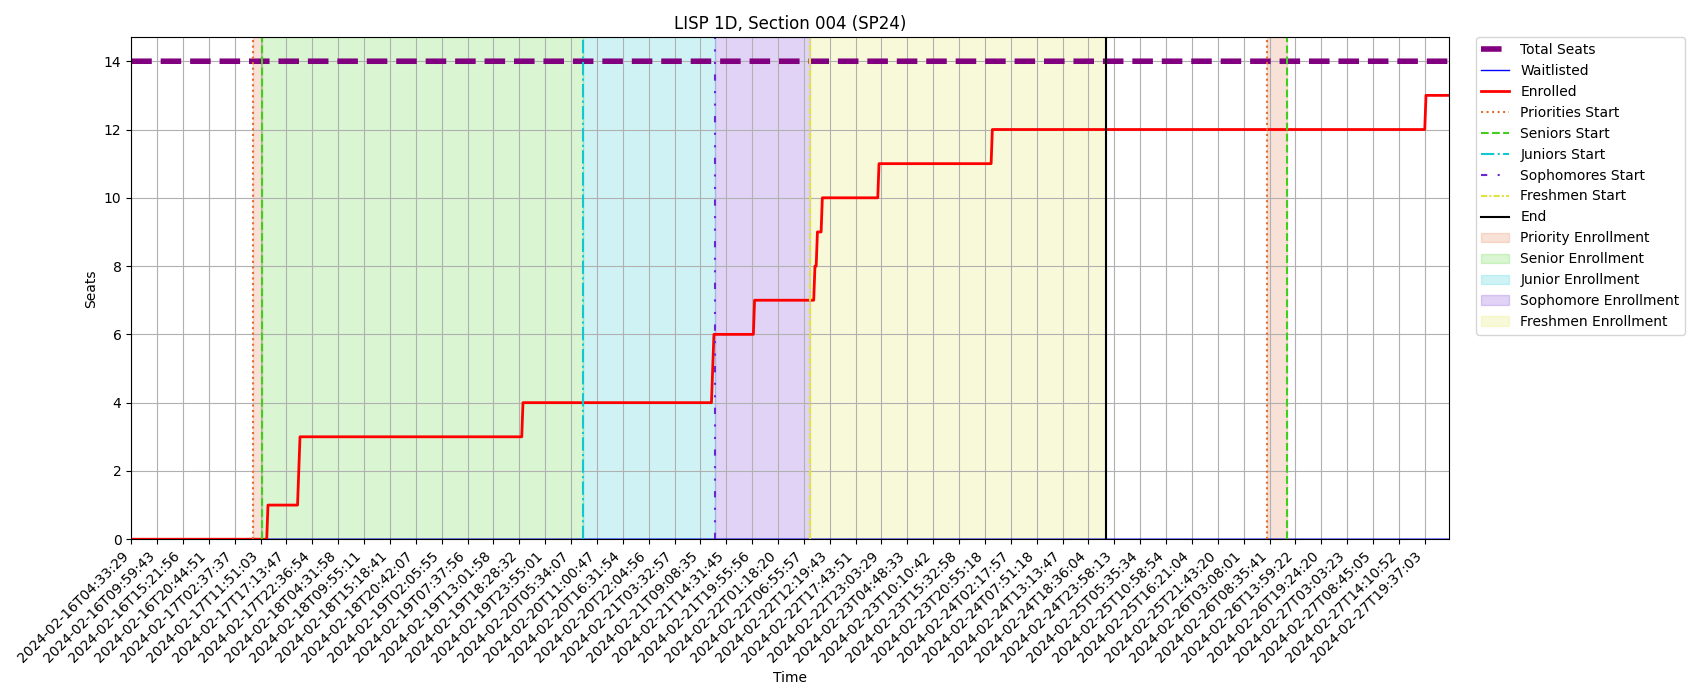 LISP 1D, Section 004 (SP24)
Seats
14
12
10
8
6
4
2
0
2024-02-16T04:33:29
2024-02-16T09:59:43
2024-02-16T15:21:56
2024-02-16T20:44:51
2024-02-17T02:37:37
2024-02-17T11:51:03
2024-02-17T17:13:47
2024-02-17T22:36:54
2024-02-18T04:31:58
2024-02-18T09:55:11
2024-02-18T15:18:41
2024-02-18T20:42:07
2024-02-19T02:05:55
2024-02-19T07:37:56
2024-02-19T13:01:58
2024-02-19T18:28:32
2024-02-19T23:55:01
2024-02-20T05:34:07
2024-02-20T11:00:47
2024-02-20T16:31:54
2024-02-20T22:04:56
2024-02-21T03:32:57
2024-02-21T09:08:35
2024-02-21T14:31:45
2024-02-21T19:55:56
2024-02-22T01:18:20
2024-02-22T06:55:57
2024-02-22T12:19:43
2024-02-22T17:43:51
2024-02-22T23:03:29
2024-02-23T04:48:33
2024-02-23T10:10:42
2024-02-23T15:32:58
2024-02-23T20:55:18
2024-02-24T02:17:57
2024-02-24T07:51:18
2024-02-24T13:13:47
2024-02-24T18:36:04
2024-02-24T23:58:13
2024-02-25T05:35:34
2024-02-25T10:58:54
2024-02-25T16:21:04
2024-02-25T21:43:20
2024-02-26T03:08:01
2024-02-26T08:35:41
2024-02-26T13:59:22
2024-02-26T19:24:20
2024-02-27T03:03:23
2024-02-27T08:45:05
2024-02-27T14:10:52
2024-02-27T19:37:03
Time
Total Seats
Waitlisted
Enrolled
Priorities Start
Seniors Start
Juniors Start
Sophomores Start
Freshmen Start
End
Priority Enrollment
Senior Enrollment
Junior Enrollment
Sophomore Enrollment
Freshmen Enrollment